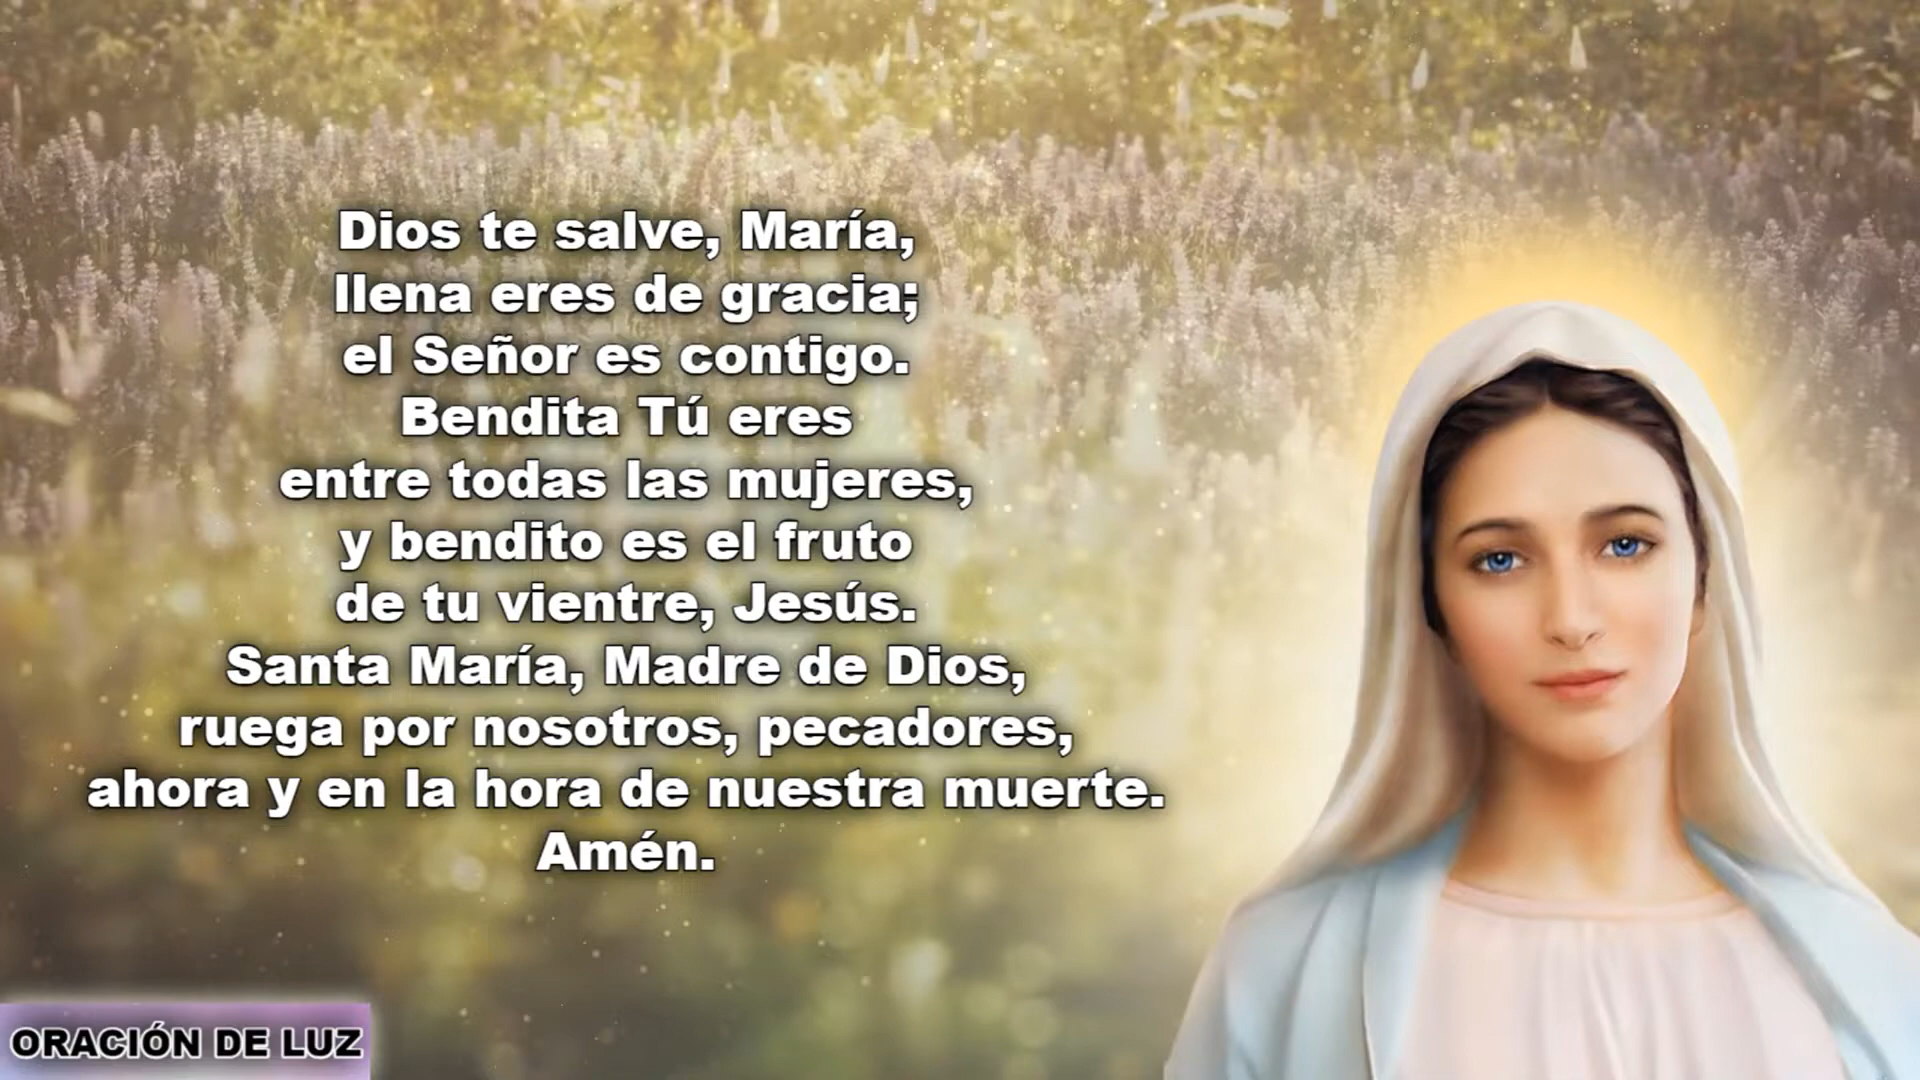 Dios te salve, María,
llena eres de gracia;
el Señor es contigo.
Bendita Tú eres
entre todas las mujeres,
y bendito es el fruto
de tu vientre, Jesús.
Santa María, Madre de Dios,
ruega por nosotros, pecadores,
ahora y en la hora de nuestra muerte.
Amén.
ORACIÓN DE LUZ